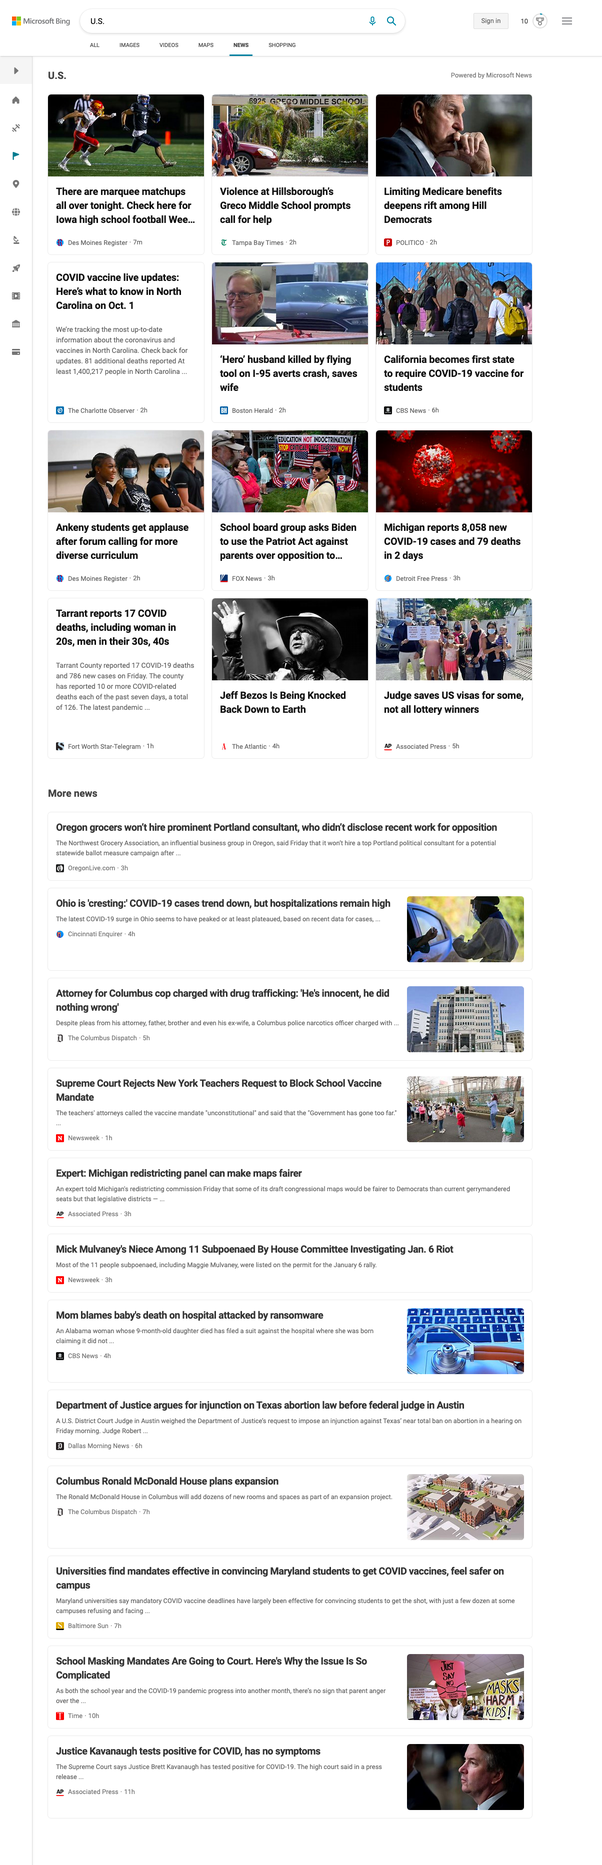 Microsoft Bing
U.S.
Sign in
10
ALL
IMAGES
VIDEOS
MAPS
NEWS
SHOPPING
U.S.
Powered by Microsoft News
There are marquee matchups
all over tonight. Check here for
Iowa high school football Wee...
Des Moines Register · 7m
6925 GRECO MIDDLE SCHOOL
Violence at Hillsborough's
Greco Middle School prompts
call for help
Tampa Bay Times · 2h
Limiting Medicare benefits
deepens rift among Hill
Democrats
POLITICO · 2h
COVID vaccine live updates:
Here's what to know in North
Carolina on Oct. 1
We're tracking the most up-to-date
information about the coronavirus and
vaccines in North Carolina. Check back for
updates. 81 additional deaths reported At
least 1,400,217 people in North Carolina ...
The Charlotte Observer · 2h
'Hero' husband killed by flying
tool on I-95 averts crash, saves
wife
Boston Herald · 2h
California becomes first state
to require COVID-19 vaccine for
students
CBS News · 6h
Ankeny students get applause
after forum calling for more
diverse curriculum
Des Moines Register · 2h
EDUCATION NOT INDOCTRINATION
School board group asks Biden
to use the Patriot Act against
parents over opposition to...
FOX News · 3h
Michigan reports 8,058 new
COVID-19 cases and 79 deaths
in 2 days
Detroit Free Press · 3h
Tarrant reports 17 COVID
deaths, including woman in
20s, men in their 30s, 40s
Tarrant County reported 17 COVID-19 deaths
and 786 new cases on Friday. The county
has reported 10 or more COVID-related
deaths each of the past seven days, a total
of 126. The latest pandemic ...
Fort Worth Star-Telegram · 1h
Jeff Bezos Is Being Knocked
Back Down to Earth
The Atlantic · 4h
Judge saves US visas for some,
not all lottery winners
AP Associated Press · 5h
More news
Oregon grocers won't hire prominent Portland consultant, who didn't disclose recent work for opposition
The Northwest Grocery Association, an influential business group in Oregon, said Friday that it won't hire a top Portland political consultant for a potential
statewide ballot measure campaign after ...
OregonLive.com · 3h
Ohio is 'cresting:' COVID-19 cases trend down, but hospitalizations remain high
The latest COVID-19 surge in Ohio seems to have peaked or at least plateaued, based on recent data for cases, ...
Cincinnati Enquirer · 4h
Attorney for Columbus cop charged with drug trafficking: 'He's innocent, he did
nothing wrong'
Despite pleas from his attorney, father, brother and even his ex-wife, a Columbus police narcotics officer charged with ...
The Columbus Dispatch · 5h
Supreme Court Rejects New York Teachers Request to Block School Vaccine
Mandate
The teachers' attorneys called the vaccine mandate "unconstitutional" and said that the "Government has gone too far."
...
Newsweek · 1h
Expert: Michigan redistricting panel can make maps fairer
An expert told Michigan's redistricting commission Friday that some of its draft congressional maps would be fairer to Democrats than current gerrymandered
seats but that legislative districts — ...
AP Associated Press · 3h
Mick Mulvaney's Niece Among 11 Subpoenaed By House Committee Investigating Jan. 6 Riot
Most of the 11 people subpoenaed, including Maggie Mulvaney, were listed on the permit for the January 6 rally.
Newsweek · 3h
Mom blames baby's death on hospital attacked by ransomware
An Alabama woman whose 9-month-old daughter died has filed a suit against the hospital where she was born
claiming it did not ...
CBS News · 4h
Department of Justice argues for injunction on Texas abortion law before federal judge in Austin
A U.S. District Court Judge in Austin weighed the Department of Justice's request to impose an injunction against Texas' near total ban on abortion in a hearing on
Friday morning. Judge Robert ...
Dallas Morning News · 6h
Columbus Ronald McDonald House plans expansion
The Ronald McDonald House in Columbus will add dozens of new rooms and spaces as part of an expansion project.
The Columbus Dispatch · 7h
Universities find mandates effective in convincing Maryland students to get COVID vaccines, feel safer on
campus
Maryland universities say mandatory COVID vaccine deadlines have largely been effective for convincing students to get the shot, with just a few dozen at some
campuses refusing and facing ...
Baltimore Sun · 7h
School Masking Mandates Are Going to Court. Here's Why the Issue Is So
Complicated
As both the school year and the COVID-19 pandemic progress into another month, there's no sign that parent anger
over the ...
Time · 10h
JUST
SAY
NO
MASKS
HARM
KIDS!
Justice Kavanaugh tests positive for COVID, has no symptoms
The Supreme Court says Justice Brett Kavanaugh has tested positive for COVID-19. The high court said in a press
release ...
AP Associated Press · 11h